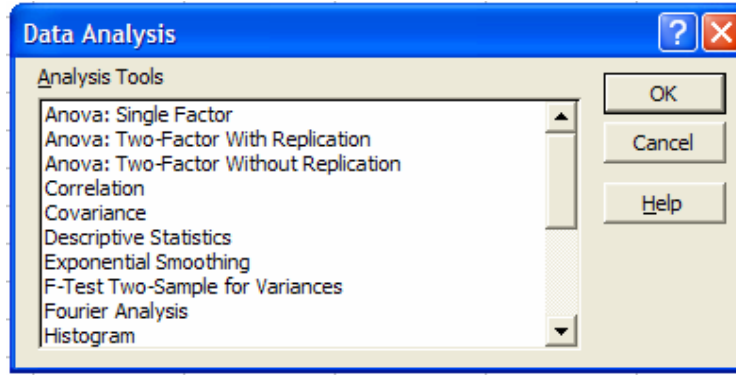 Data Analysis
Analysis Tools
Anova: Single Factor
Anova: Two-Factor With Replication
Anova: Two-Factor Without Replication
Correlation
Covariance
Descriptive Statistics
Exponential Smoothing
F-Test Two-Sample for Variances
Fourier Analysis
Histogram
OK
Cancel
Help